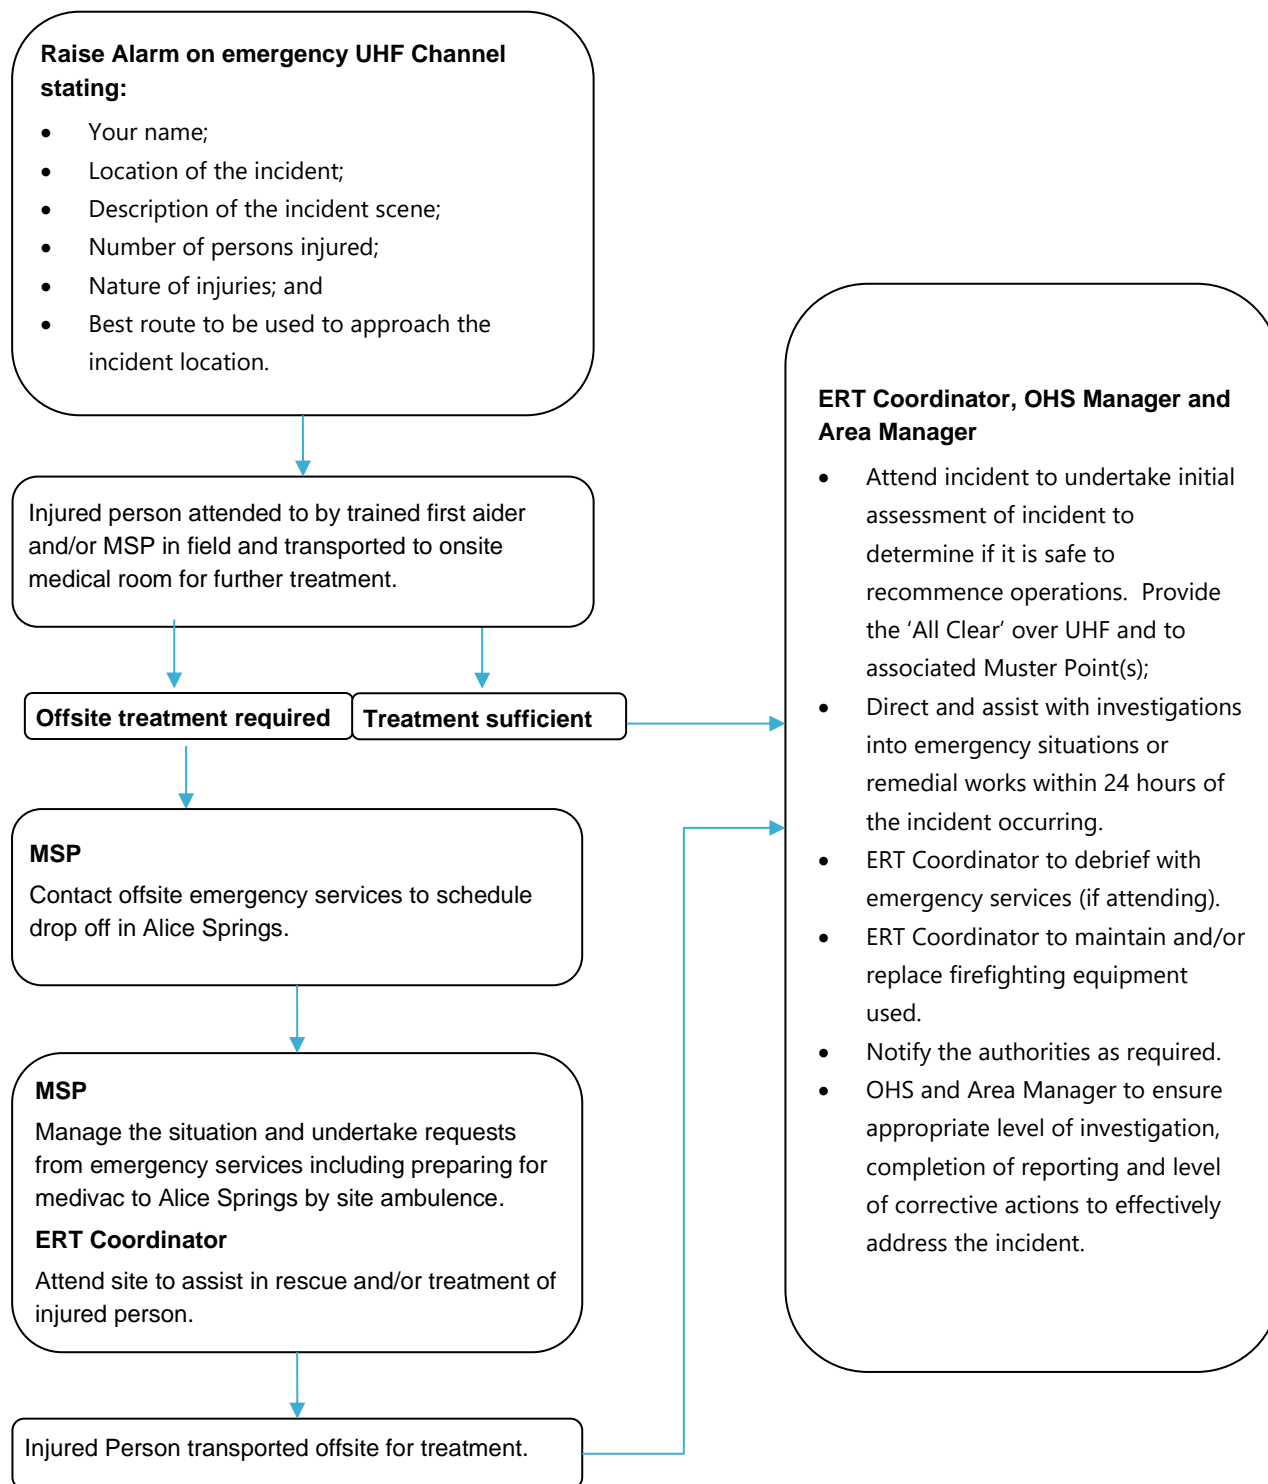 Raise Alarm on emergency UHF Channel
stating:
• Your name;
• Location of the incident;
• Description of the incident scene;
• Number of persons injured;
• Nature of injuries; and
• Best route to be used to approach the
incident location.
Injured person attended to by trained first aider
and/or MSP in field and transported to onsite
medical room for further treatment.
Offsite treatment required
Treatment sufficient
MSP
Contact offsite emergency services to schedule
drop off in Alice Springs.
MSP
Manage the situation and undertake requests
from emergency services including preparing for
medivac to Alice Springs by site ambulence.
ERT Coordinator
Attend site to assist in rescue and/or treatment of
injured person.
Injured Person transported offsite for treatment.
ERT Coordinator, OHS Manager and
Area Manager
• Attend incident to undertake initial
assessment of incident to
determine if it is safe to
recommence operations.  Provide
the ‘All Clear’ over UHF and to
associated Muster Point(s);
• Direct and assist with investigations
into emergency situations or
remedial works within 24 hours of
the incident occurring.
• ERT Coordinator to debrief with
emergency services (if attending).
• ERT Coordinator to maintain and/or
replace firefighting equipment
used.
• Notify the authorities as required.
• OHS and Area Manager to ensure
appropriate level of investigation,
completion of reporting and level
of corrective actions to effectively
address the incident.